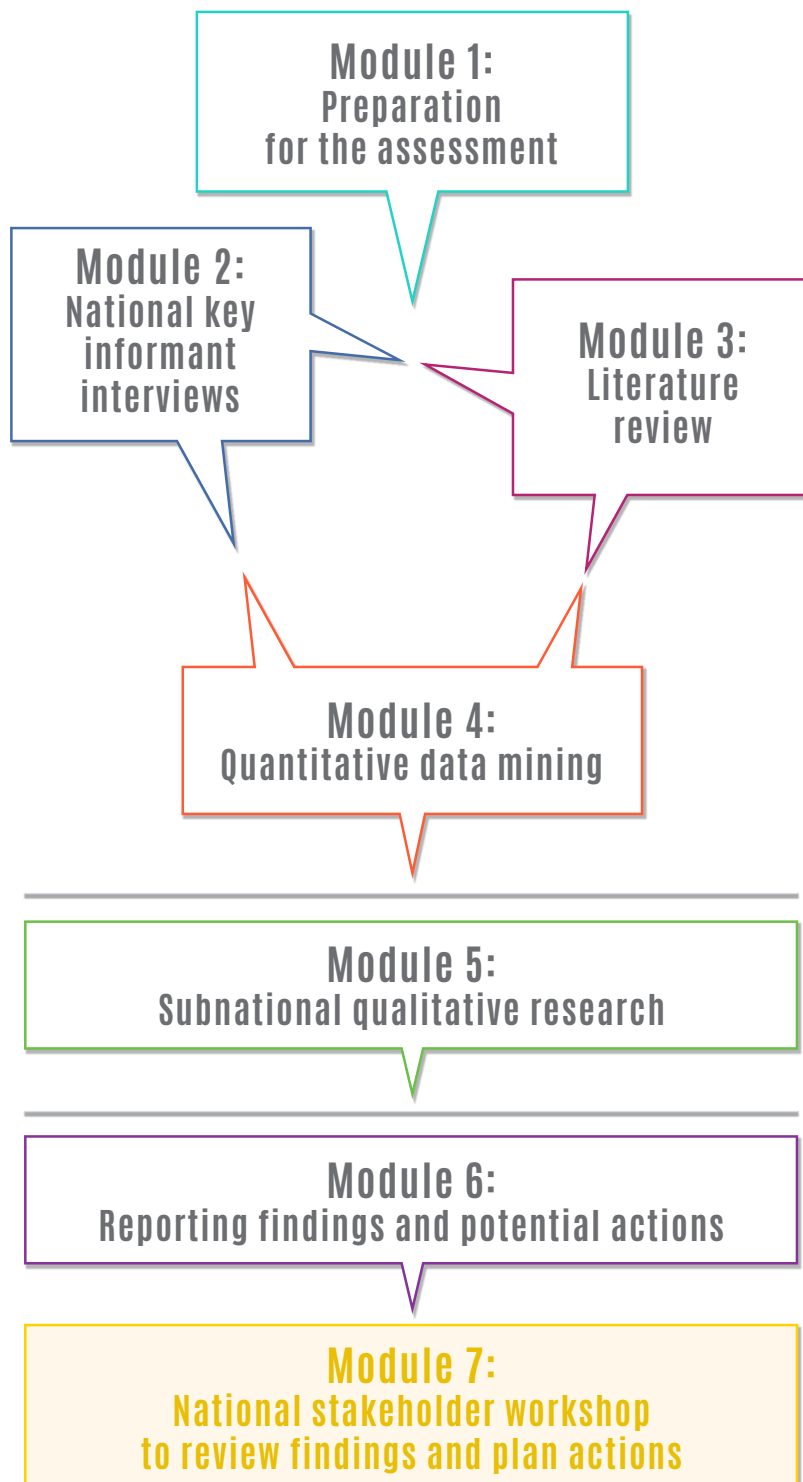 Module 1:
Preparation
for the assessment
Module 2:
National key
informant
interviews
Module 3:
Literature
review
Module 4:
Quantitative data mining
Module 5:
Subnational qualitative research
Module 6:
Reporting findings and potential actions
Module 7:
National stakeholder workshop
to review findings and plan actions